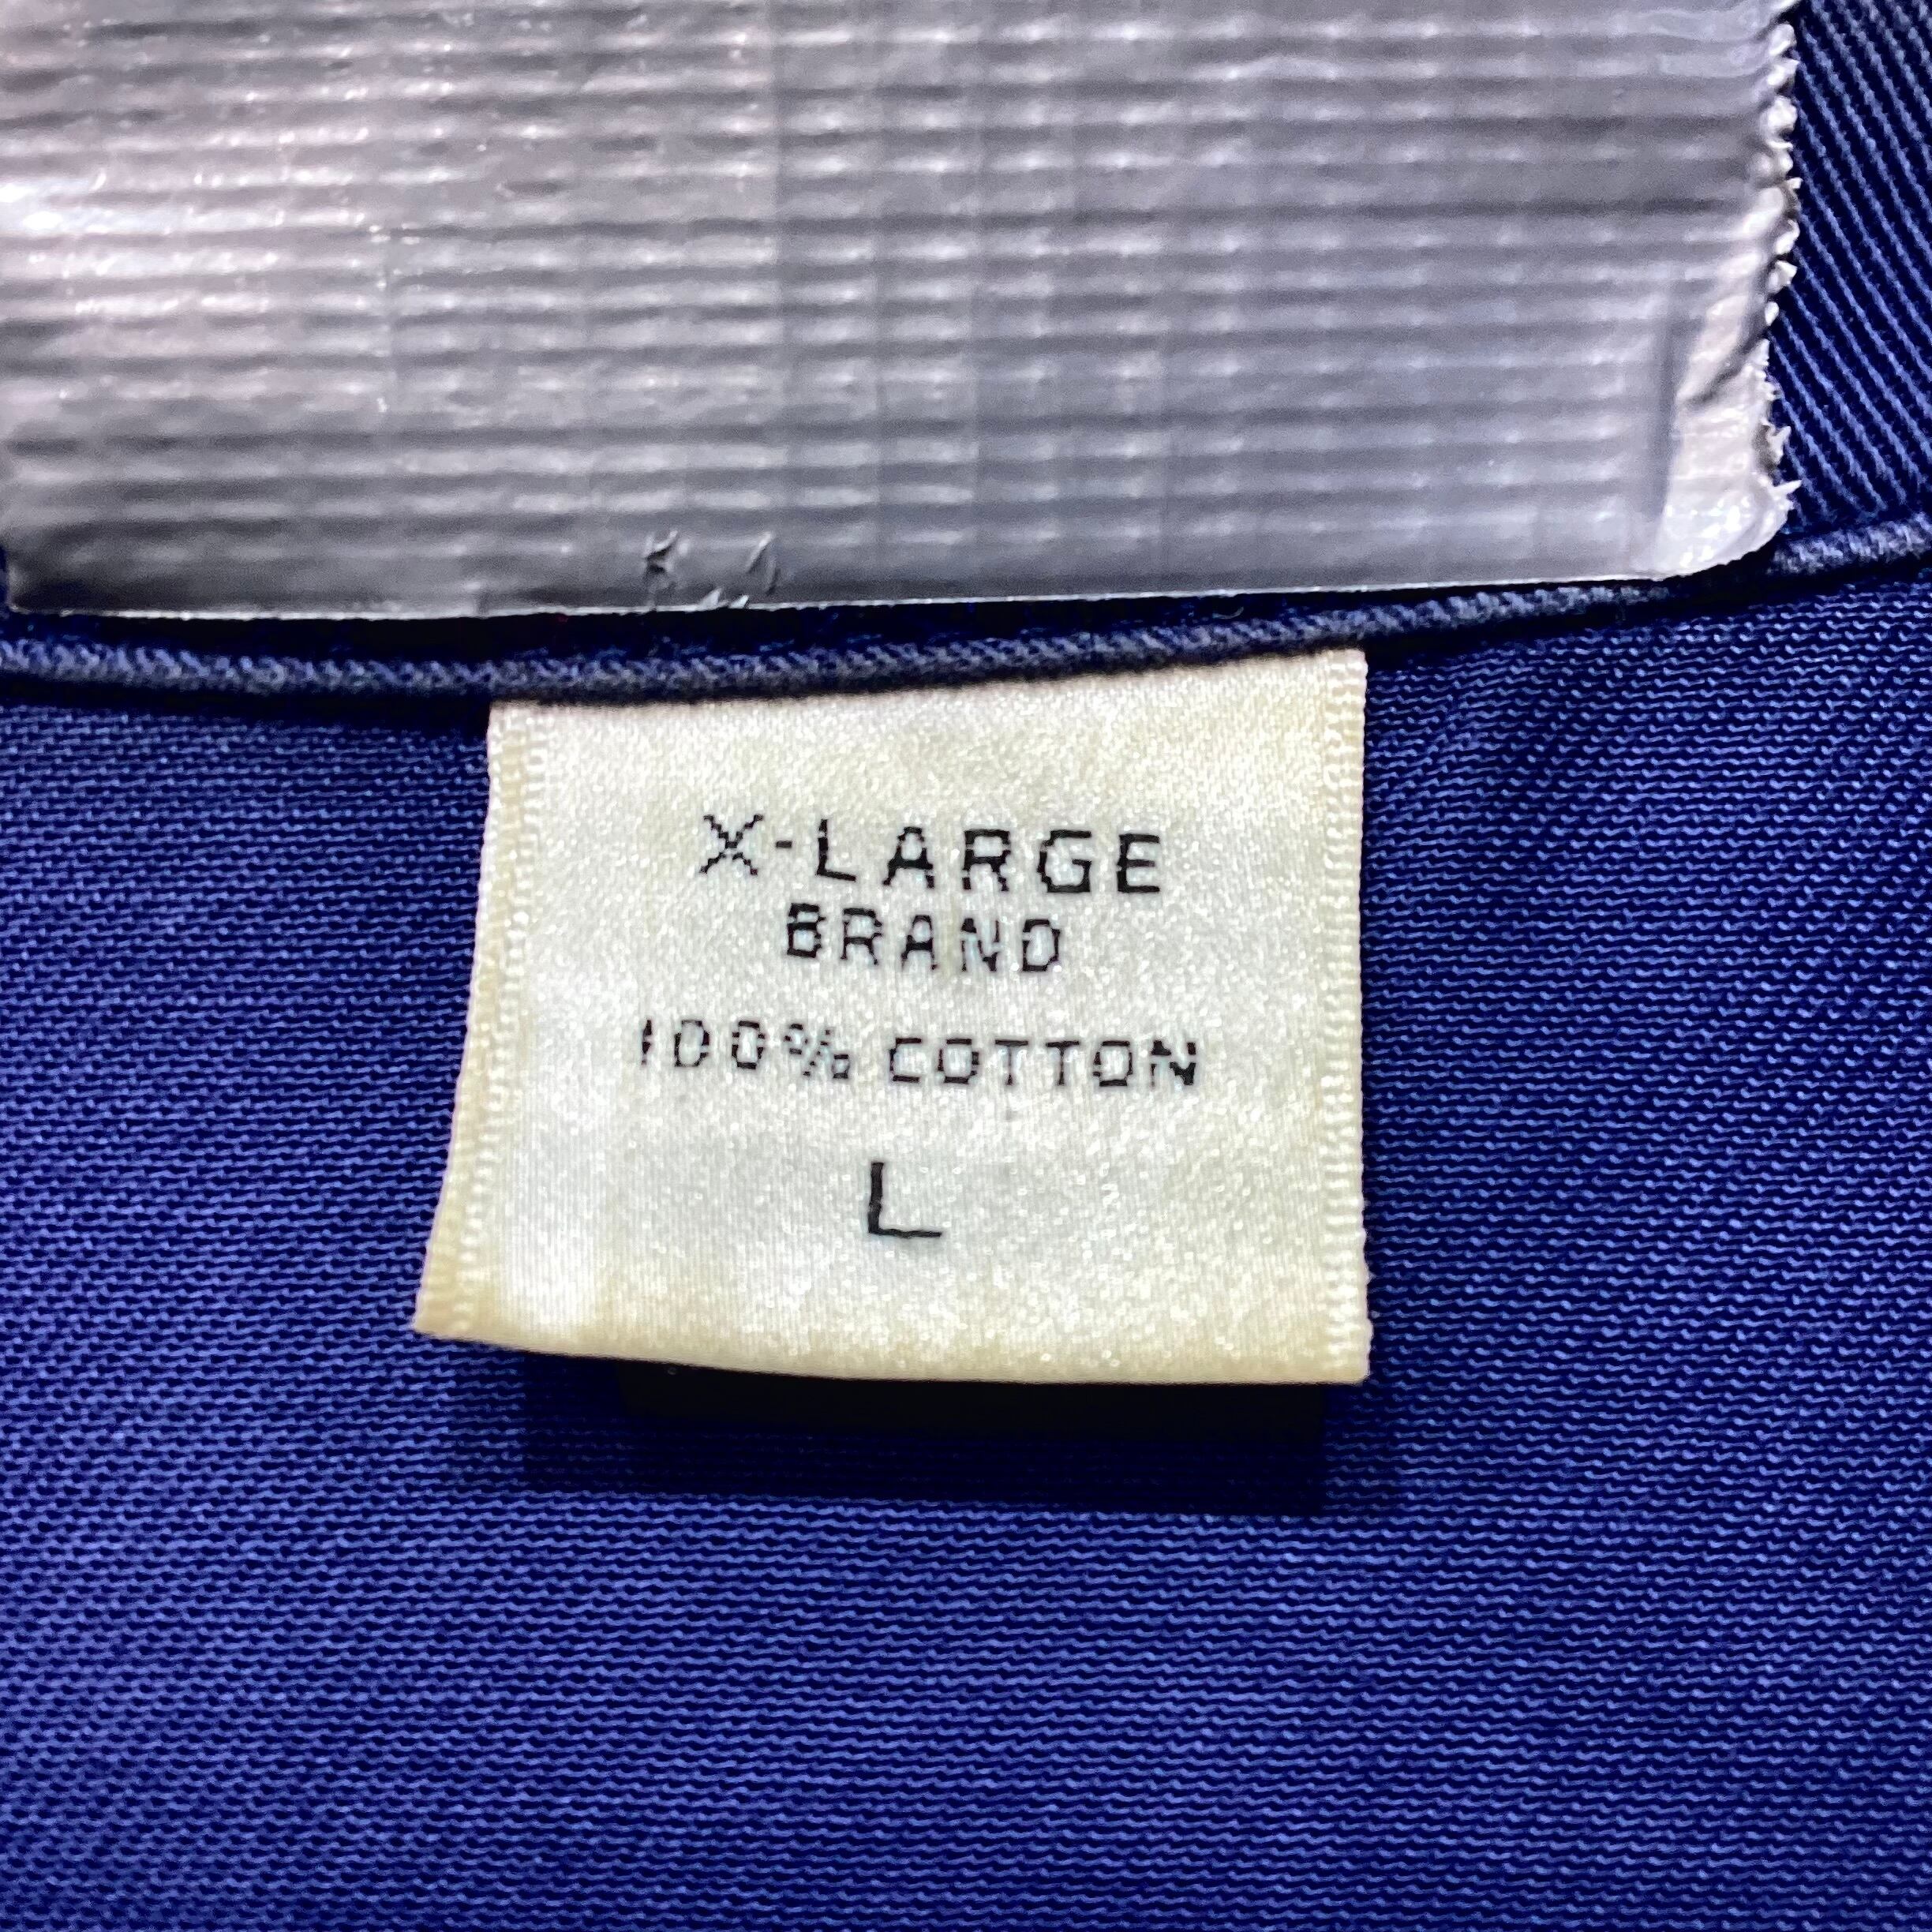 X-LARGE
BRAND
100% COTTON
L